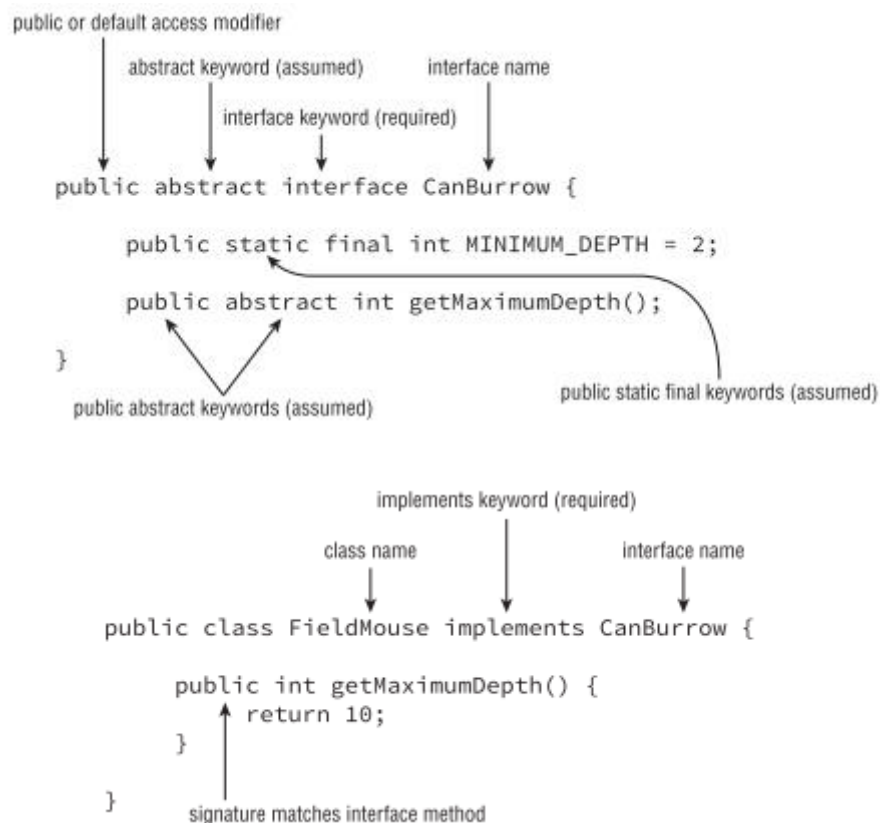 public or default access modifier
abstract keyword (assumed)
interface name
interface keyword (required)
public abstract interface CanBurrow {
public static final int MINIMUM_DEPTH = 2;
public abstract int getMaximumDepth();
}
public abstract keywords (assumed)
public static final keywords (assumed)
implements keyword (required)
class name
interface name
public class FieldMouse implements CanBurrow {
public int getMaximumDepth() {
return 10;
}
}
signature matches interface method